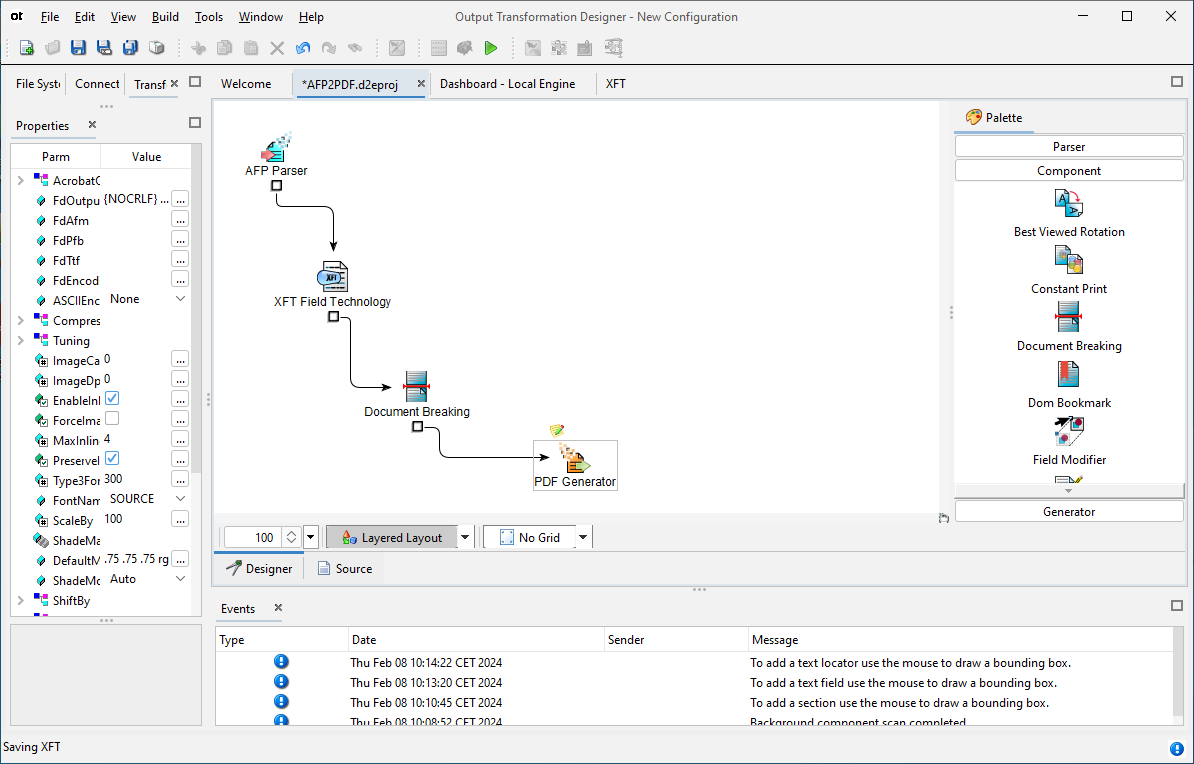 ot File Edit View Build Tools Window Help Output Transformation Designer - New Configuration
File Syst Connect Transf Welcome *AFP2PDF.d2eproj Dashboard - Local Engine XFT
Properties
Parm Value
AcrobatC
FdOutpu {NOCRLF} ... ...
FdAfm ...
FdPfb ...
FdTtf ...
FdEncod ...
ASCIIEnc None
Compres
Tuning
ImageCa 0 ...
ImageDp 0 ...
EnableInl ...
ForceIma ...
MaxInlin 4 ...
Preservel ...
Type3For 300 ...
FontNam SOURCE
ScaleBy 100 ...
ShadeMa
DefaultM .75 .75 .75 rg ...
ShadeMo Auto
ShiftBy
AFP Parser
XFI
XFT Field Technology
Document Breaking
PDF Generator
Palette
Parser
Component
Best Viewed Rotation
Constant Print
Document Breaking
Dom Bookmark
Field Modifier
Generator
100 Layered Layout No Grid
Designer Source
Events
Type Date Sender Message
Thu Feb 08 10:14:22 CET 2024 To add a text locator use the mouse to draw a bounding box.
Thu Feb 08 10:13:20 CET 2024 To add a text field use the mouse to draw a bounding box.
Thu Feb 08 10:10:45 CET 2024 To add a section use the mouse to draw a bounding box.
Thu Feb 08 10:08:52 CET 2024 Background component scan completed
Saving XFT